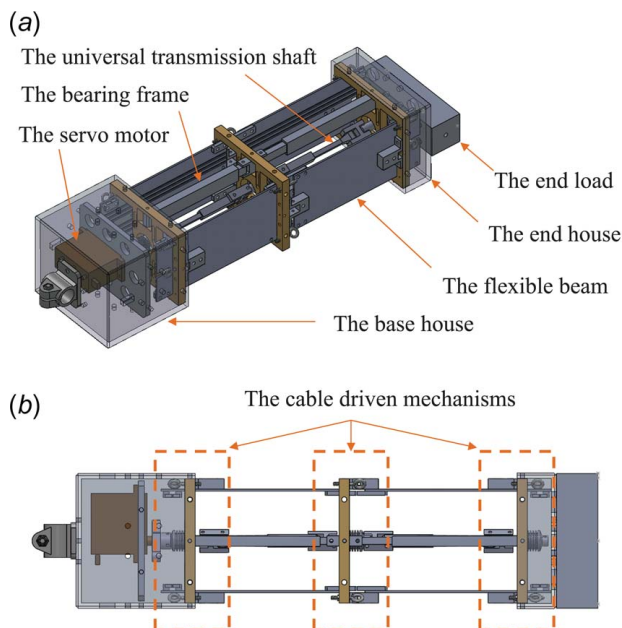 (a)
The universal transmission shaft
The bearing frame
The servo motor
The end load
The end house
The flexible beam
The base house
(b)
The cable driven mechanisms